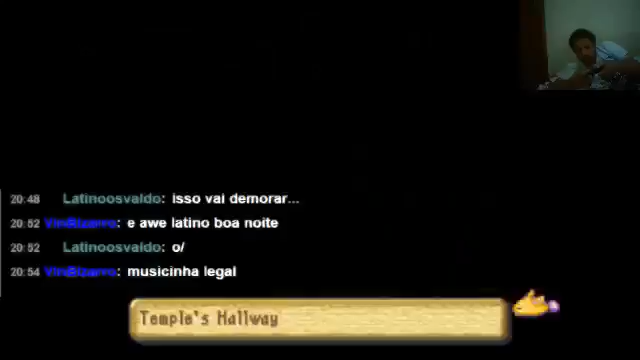 20:48 Latinoosvaldo: isso vai demorar...
20:52 VinBizarro: e awe latino boa noite
20:52 Latinoosvaldo: o/
20:54 VinBizarro: musicinha legal
Temple's Hallway